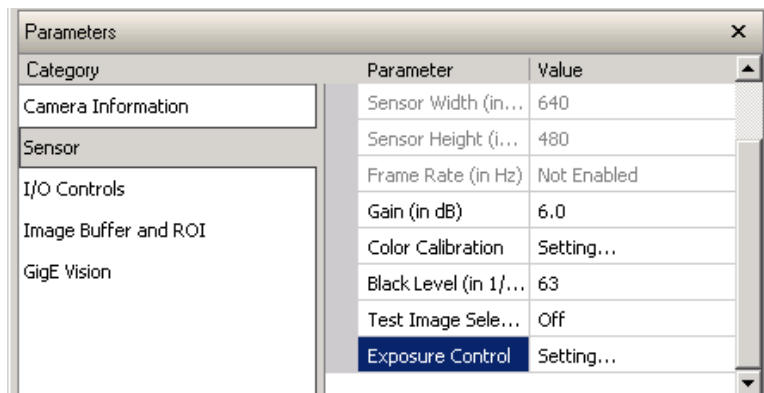 Parameters
Category Parameter Value
Camera Information
Sensor
I/O Controls
Image Buffer and ROI
GigE Vision
Sensor Width (in... 640
Sensor Height (i... 480
Frame Rate (in Hz) Not Enabled
Gain (in dB) 6.0
Color Calibration Setting...
Black Level (in 1/... 63
Test Image Sele... Off
Exposure Control Setting...